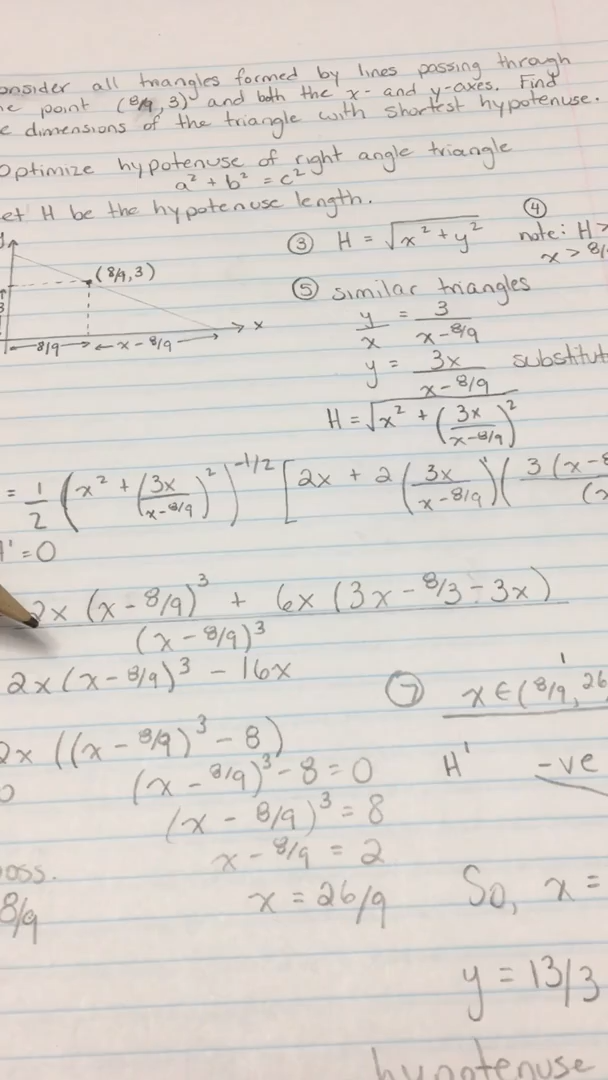 onsider all triangles formed by lines passing through
e point (8/9, 3) and both the x- and y-axes. Find
e dimensions of the triangle with shortest hypotenuse.
Optimize hypotenuse of right angle triangle
a² + b² = c²
et H be the hypotenuse length.
③ H = √(x² + y²)
④
note: H >
x > 8/
(8/9, 3)
3
x
8/9
x - 8/9
⑤ similar triangles
y/x = 3/(x - 8/9)
y = 3x/(x - 8/9) substitut
H = √(x² + (3x/(x - 8/9))²)
= 1/2 (x² + (3x/(x - 8/9))²)^(-1/2) [2x + 2 (3x/(x - 8/9))' (3(x - 8
(x
H' = 0
2x (x - 8/9)³ + 6x (3x - 8/3 - 3x)
(x - 8/9)³
2x (x - 8/9)³ - 16x
2x ((x - 8/9)³ - 8)
0
(x - 8/9)³ - 8 = 0
(x - 8/9)³ = 8
x - 8/9 = 2
x = 26/9
oss.
8/9
⑦ x ∈ (8/9, 26
H' -ve
So, x =
y = 13/3
hypotenuse